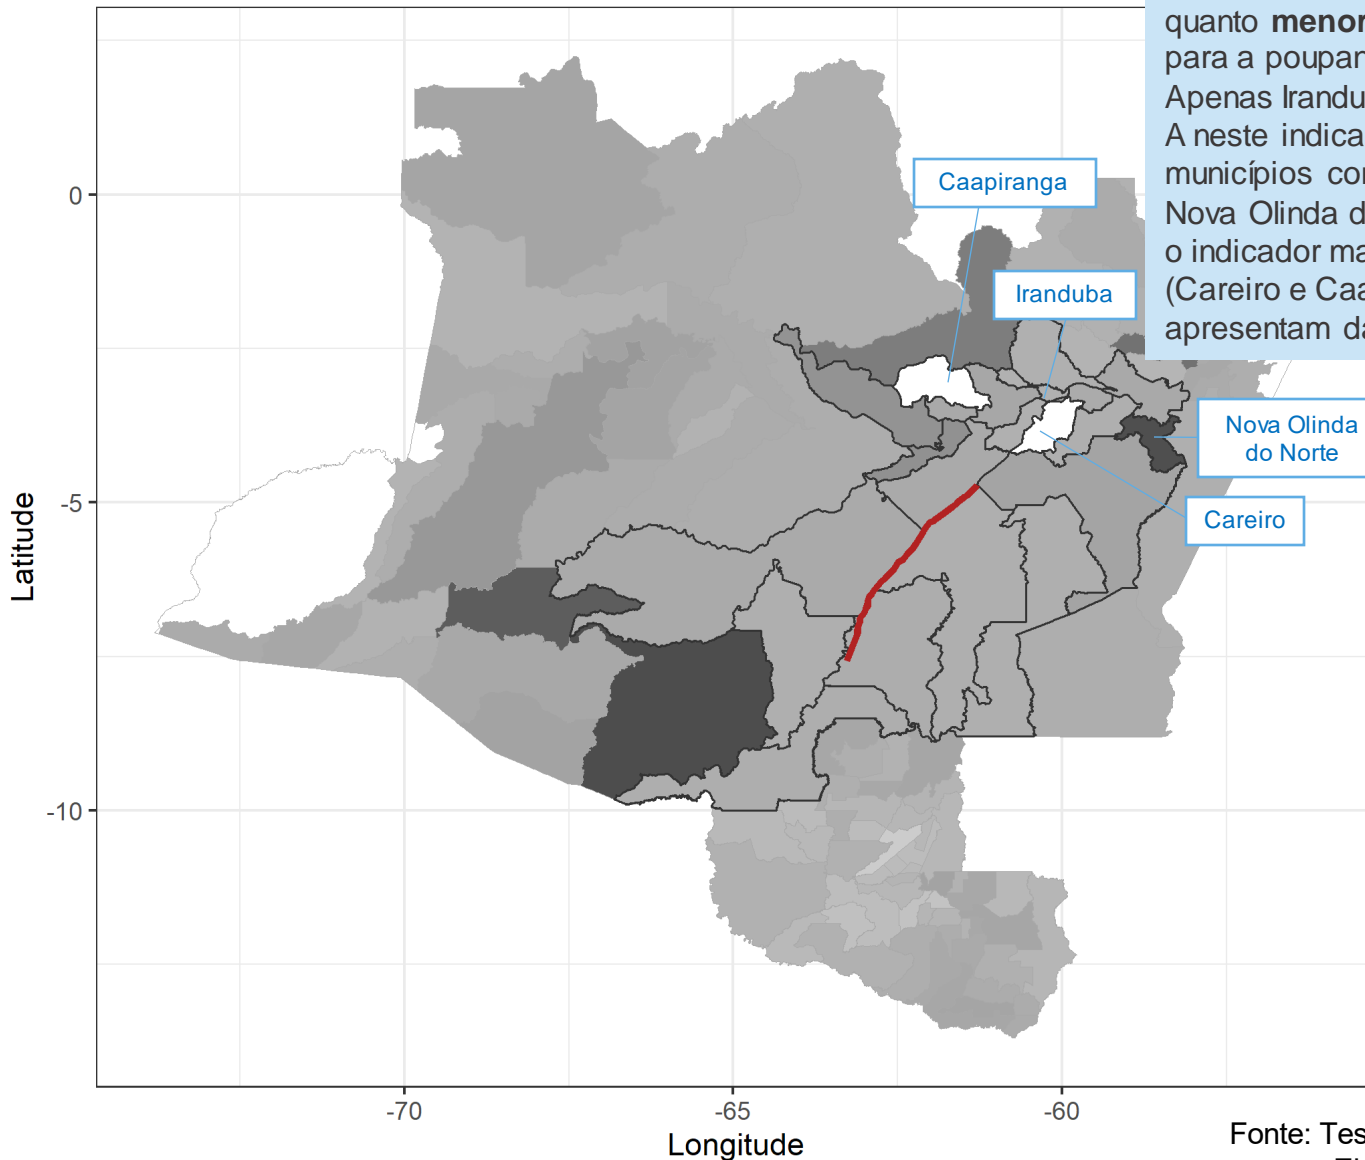 quanto menor
para a poupan
Apenas Irandu
A neste indica
municípios co
Nova Olinda d
o indicador ma
(Careiro e Caa
apresentam da
Caapiranga
Iranduba
Nova Olinda
do Norte
Careiro
0
-5
-10
Latitude
-70
-65
-60
Longitude
Fonte: Tes